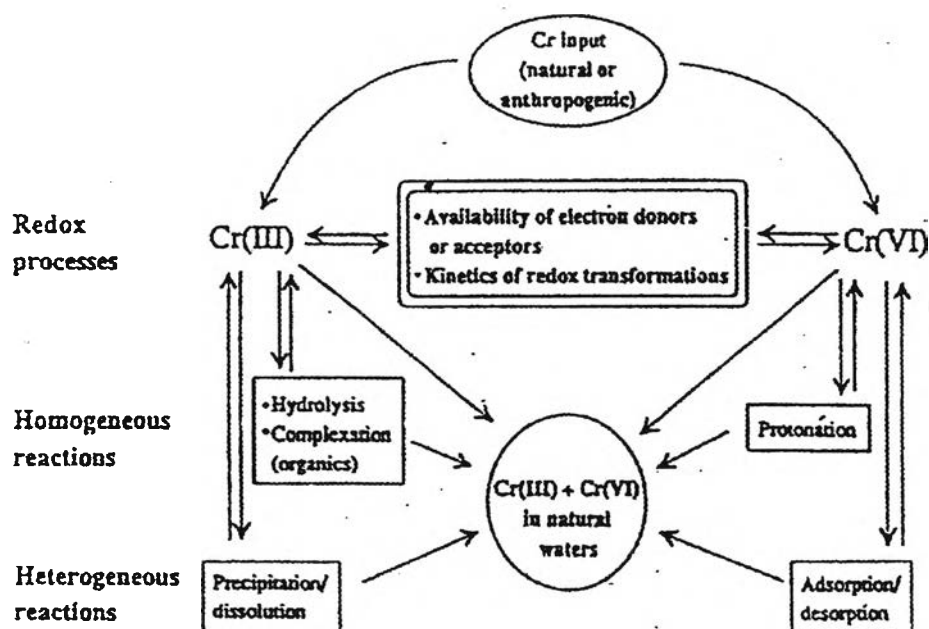 Cr input
(natural or
anthropogenic)
Redox
processes
Cr(III)
• Availability of electron donors
or acceptors
• Kinetics of redox transformations
Cr(VI)
Homogeneous
reactions
•Hydrolysis
•Complexation
(organics)
Protonation
Cr(III) + Cr(VI)
in natural
waters
Heterogeneous
reactions
Precipitation/
dissolution
Adsorption/
desorption